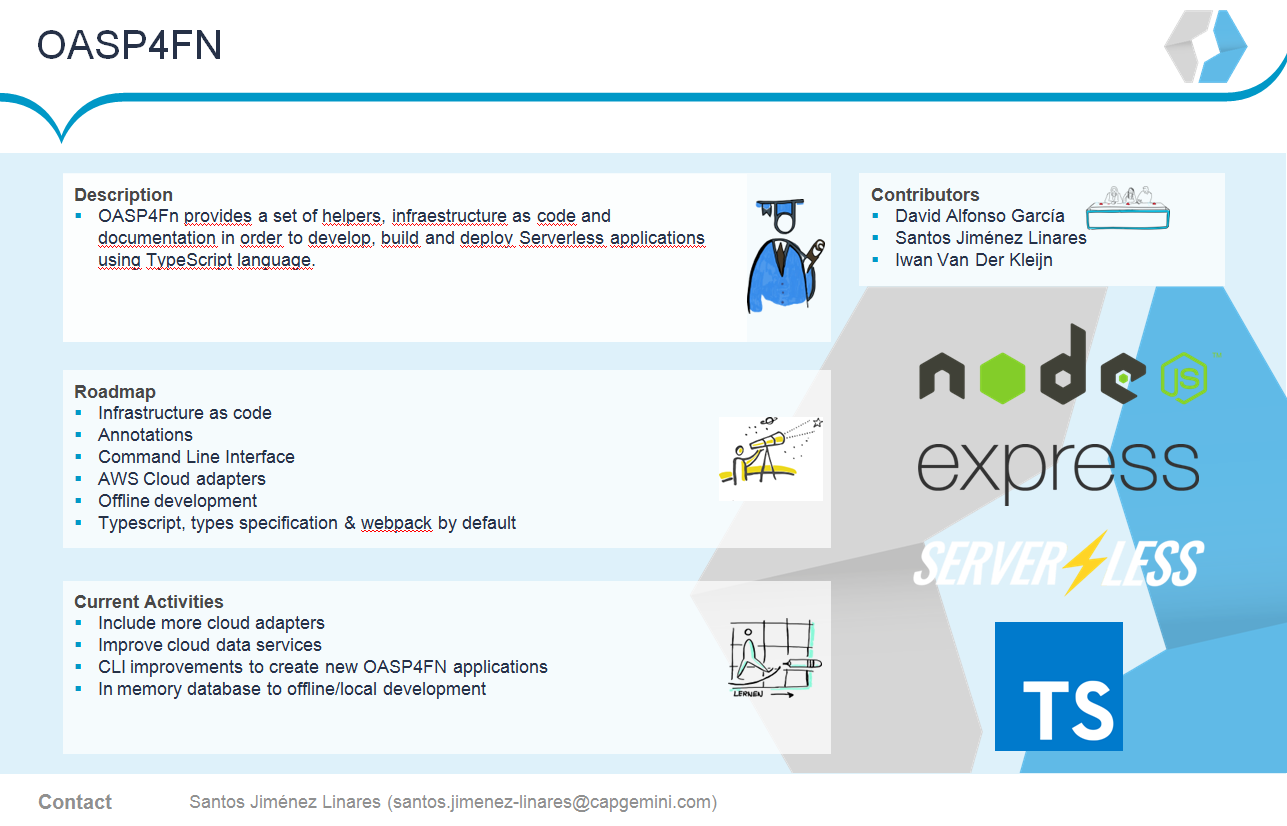 OASP4FN
Description
OASP4Fn provides a set of helpers, infraestructure as code and
documentation in order to develop, build and deploy Serverless applications
using TypeScript language.
Contributors
David Alfonso García
Santos Jiménez Linares
Iwan Van Der Kleijn
Roadmap
Infrastructure as code
Annotations
Command Line Interface
AWS Cloud adapters
Offline development
Typescript, types specification & webpack by default
Current Activities
Include more cloud adapters
Improve cloud data services
CLI improvements to create new OASP4FN applications
In memory database to offline/local development
LERNEN
node JS ™
express
SERVERLESS
TS
Contact
Santos Jiménez Linares (santos.jimenez-linares@capgemini.com)